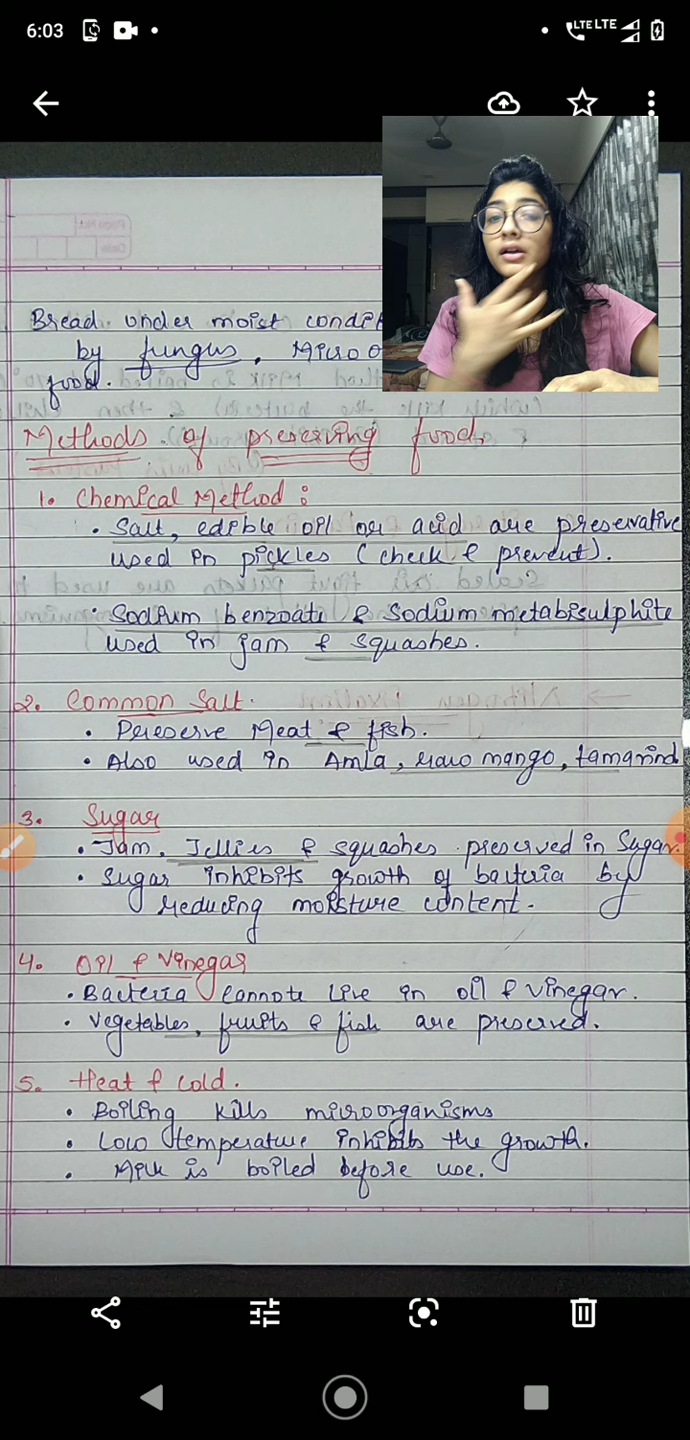 6:03
LTE LTE
Bread under moist condit
by fungus. Micro o
food.
Methods of preserving food.
1. Chemical Method:
• Salt, edible oil or acid are preservative
used in pickles (check & prevent).
• Sodium benzoate & Sodium metabisulphite
used in jam & squashes.
2. Common Salt.
• Preserve Meat & fish.
• Also used in Amla, raw mango, tamarind
3. Sugar
• Jam, Jellies & squashes preserved in Sugar.
• Sugar inhibits growth of bacteria by
reducing moisture content.
4. Oil & Vinegar
• Bacteria cannote live in oil & vinegar.
• Vegetables, fruits & fish are preserved.
5. Heat & Cold.
• Boiling kills microorganisms
• Low temperature inhibits the growth.
• Milk is boiled before use.